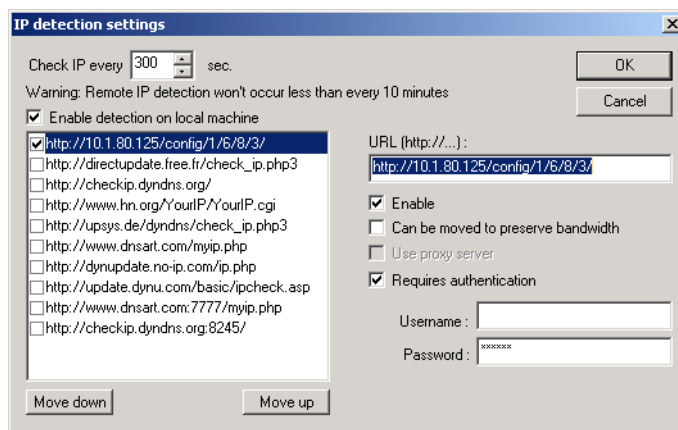 IP detection settings
Check IP every 300 sec.
OK
Warning: Remote IP detection won't occur less than every 10 minutes
Cancel
Enable detection on local machine
http://10.1.80.125/config/1/6/8/3/
http://directupdate.free.fr/check_ip.php3
http://checkip.dyndns.org/
http://www.hn.org/YourIP/YourIP.cgi
http://upsys.de/dyndns/check_ip.php3
http://www.dnsart.com/myip.php
http://dynupdate.no-ip.com/ip.php
http://update.dynu.com/basic/ipcheck.asp
http://www.dnsart.com:7777/myip.php
http://checkip.dyndns.org:8245/
URL (http://...) :
http://10.1.80.125/config/1/6/8/3/
Enable
Can be moved to preserve bandwidth
Use proxy server
Requires authentication
Username :
Password : ××××××
Move down
Move up